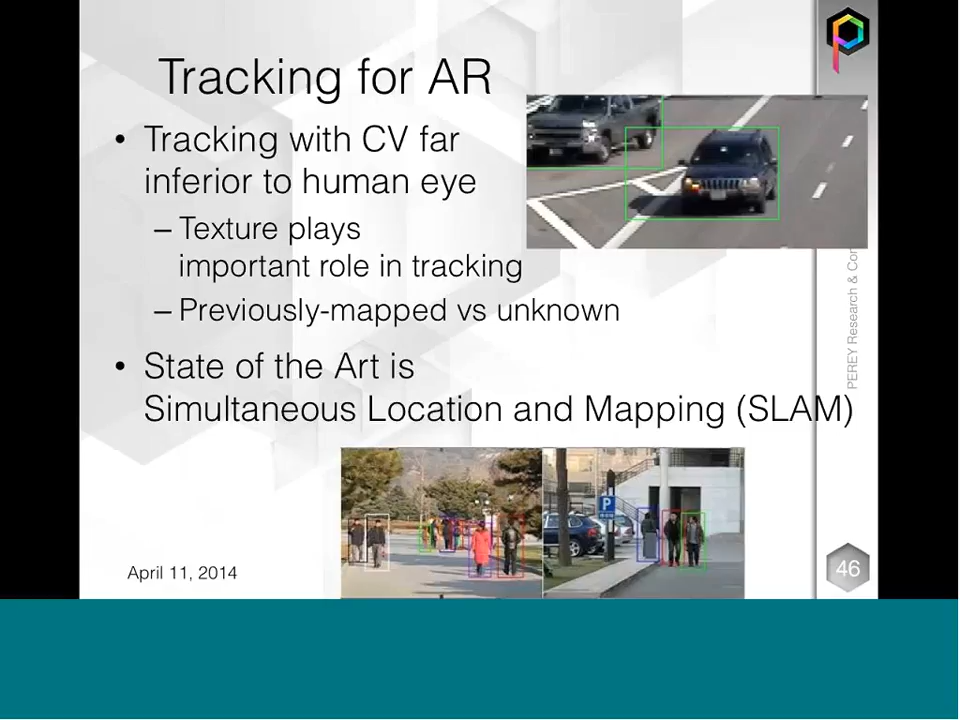 Tracking for AR
• Tracking with CV far
inferior to human eye
– Texture plays
important role in tracking
– Previously-mapped vs unknown
• State of the Art is
Simultaneous Location and Mapping (SLAM)
PEREY Research & Con
P
April 11, 2014
46